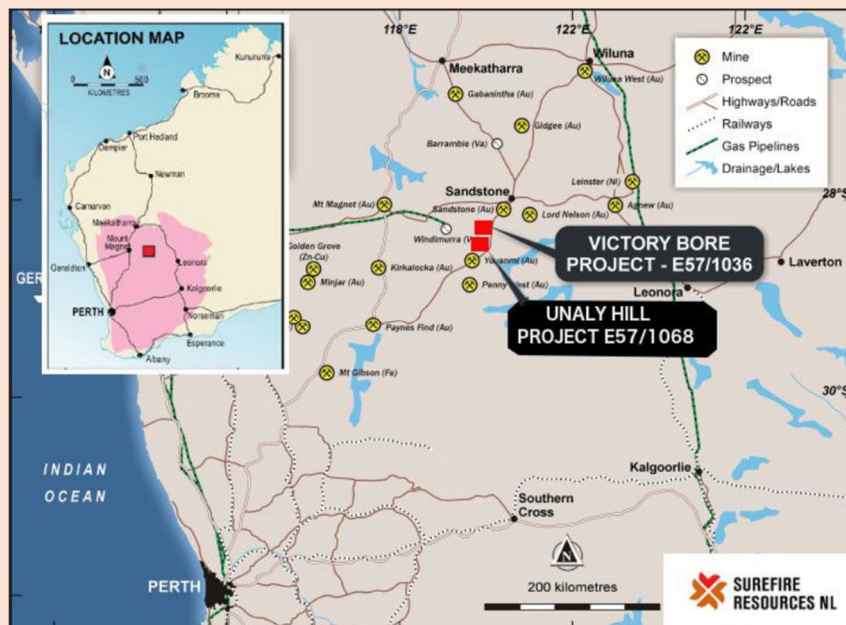 LOCATION MAP
N
0
500
KILOMETRES
Kununurra
Broome
Port Hedland
Dampier
Newman
Carnarvon
Meekatharra
Mount
Magnet
Geraldton
Leonora
Kalgoorlie
PERTH
Norseman
Esperance
Albany
118°E
122°E
122°E
Meekatharra
Wiluna
Wiluna West (Au)
Gabanintha (Au)
Gidgee (Au)
Barrambie (Va)
Leinster (Ni)
Sandstone
Mt Magnet (Au)
Sandstone (Au)
Lord Nelson (Au)
Agnew (Au)
28°S
Windimurra (V
Golden Grove
(Zn-Cu)
Youanmi (Au)
Kirkalocka (Au)
Minjar (Au)
Penny West (Au)
Paynes Find (Au)
Mt Gibson (Fe)
VICTORY BORE
PROJECT - E57/1036
UNALY HILL
PROJECT E57/1068
Laverton
Leonora
GER
30°S
INDIAN
OCEAN
Kalgoorlie
Southern
Cross
PERTH
N
200 kilometres
Mine
Prospect
Highways/Roads
Railways
Gas Pipelines
Drainage/Lakes
SUREFIRE
RESOURCES NL